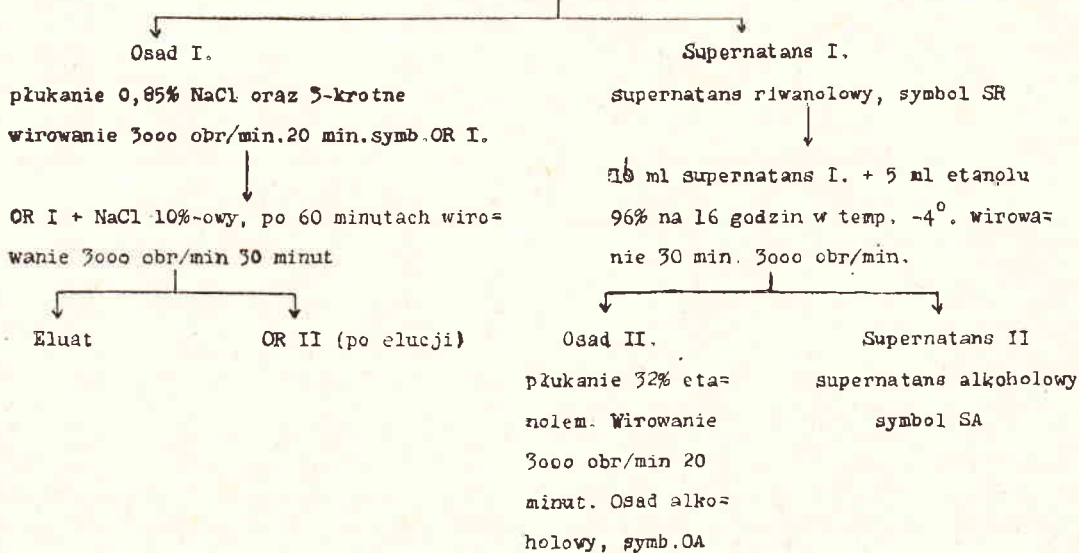 Osad I.
płukanie 0,85% NaCl oraz 3-krotne
wirowanie 3ooo obr/min.20 min.symb.OR I.
OR I + NaCl 10%-owy, po 60 minutach wiro=
wanie 3ooo obr/min 30 minut
Eluat
OR II (po elucji)
Supernatans I.
supernatans riwanolowy, symbol SR
ml supernatans I. + 5 ml etanolu
96% na 16 godzin w temp. -4°. wirowa=
nie 30 min. 3ooo obr/min.
Osad II.
płukanie 32% eta=
nolem. Wirowanie
3ooo obr/min 20
minut. Osad alko=
holowy, symb.OA
Supernatans II
supernatans alkoholowy
symbol SA